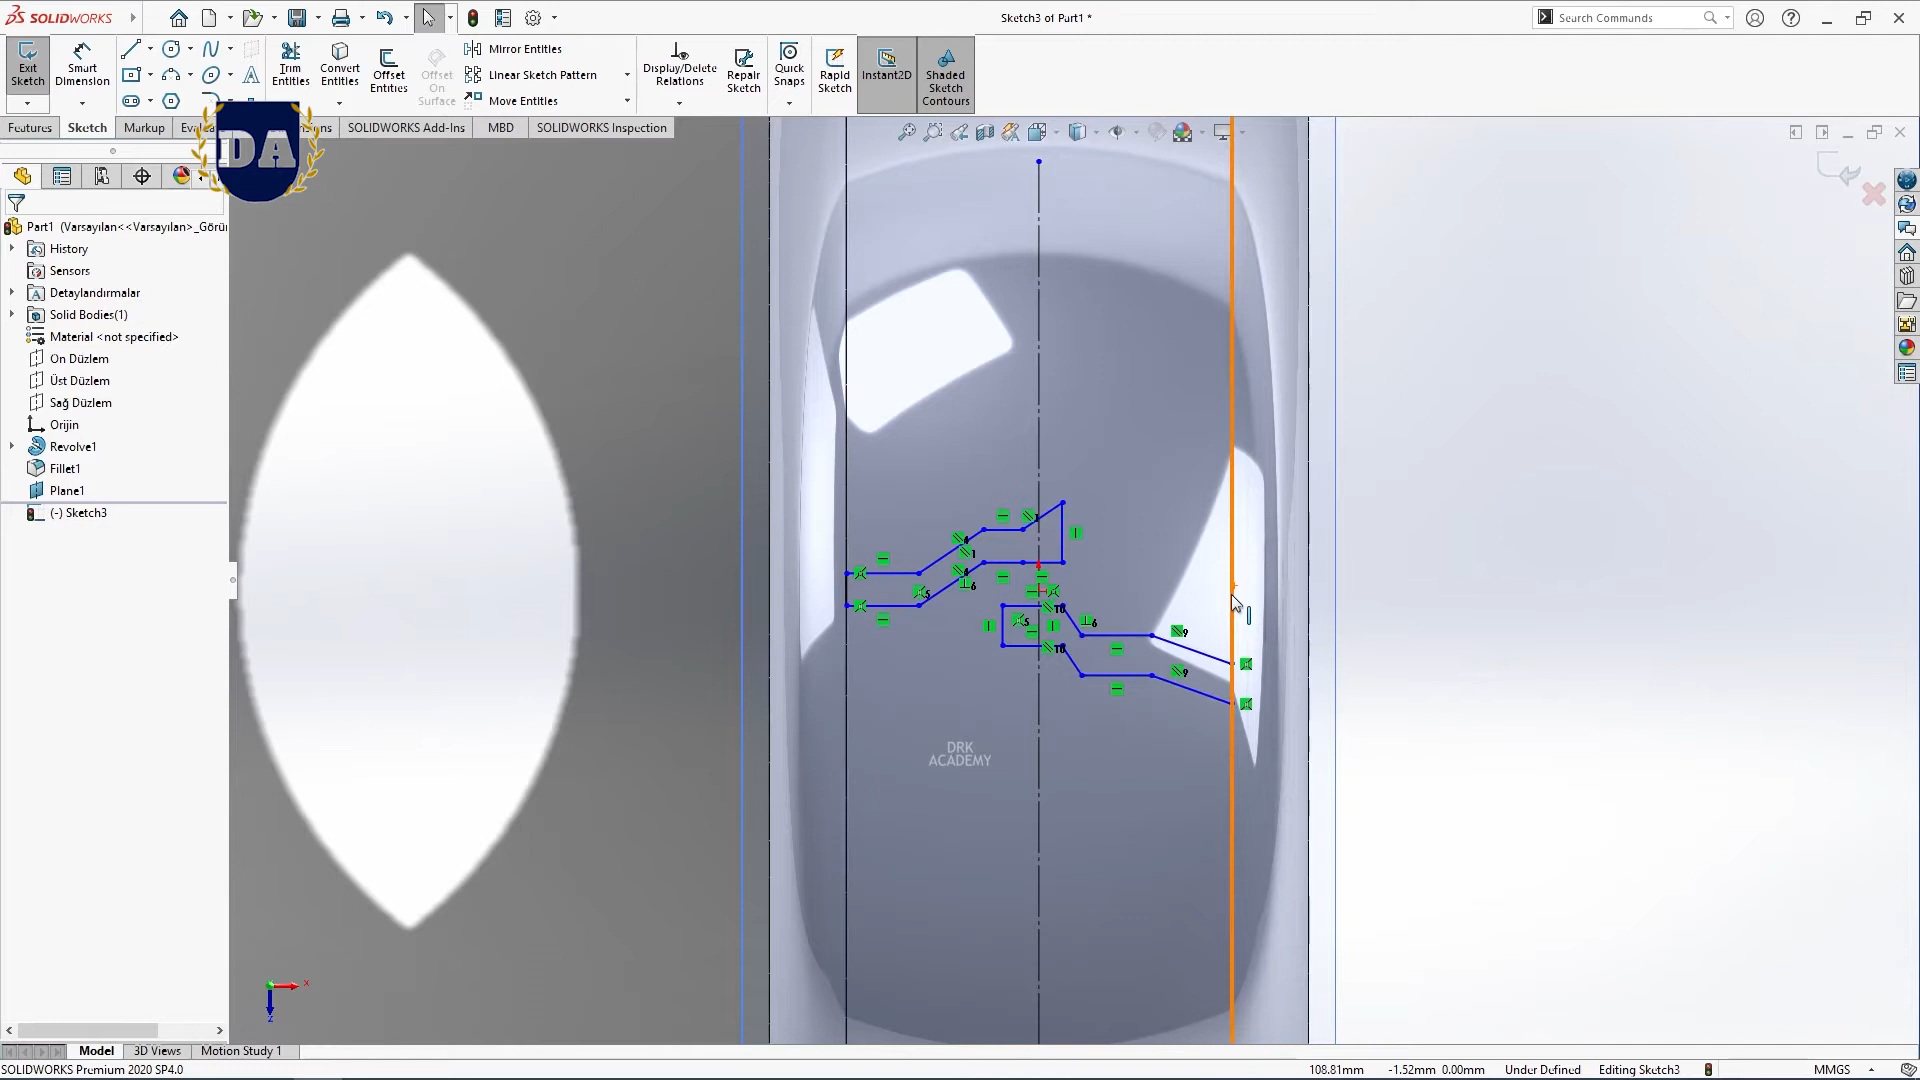 SOLIDWORKS
Sketch3 of Part1 *
Search Commands
Exit Sketch
Smart Dimension
Trim Entities
Convert Entities
Offset Entities
Offset On Surface
Mirror Entities
Linear Sketch Pattern
Move Entities
Display/Delete Relations
Repair Sketch
Quick Snaps
Rapid Sketch
Instant2D
Shaded Sketch Contours
Features
Sketch
Markup
SOLIDWORKS Add-Ins
MBD
SOLIDWORKS Inspection
DA
Part1 (Varsayılan<<Varsayılan>_Görü
History
Sensors
Detaylandırmalar
Solid Bodies(1)
Material <not specified>
On Düzlem
Üst Düzlem
Sağ Düzlem
Orijin
Revolve1
Fillet1
Plane1
(-) Sketch3
DRK
ACADEMY
X
Z
Model
3D Views
Motion Study 1
SOLIDWORKS Premium 2020 SP4.0
108.81mm
-1.52mm 0.00mm
Under Defined
Editing Sketch3
MMGS